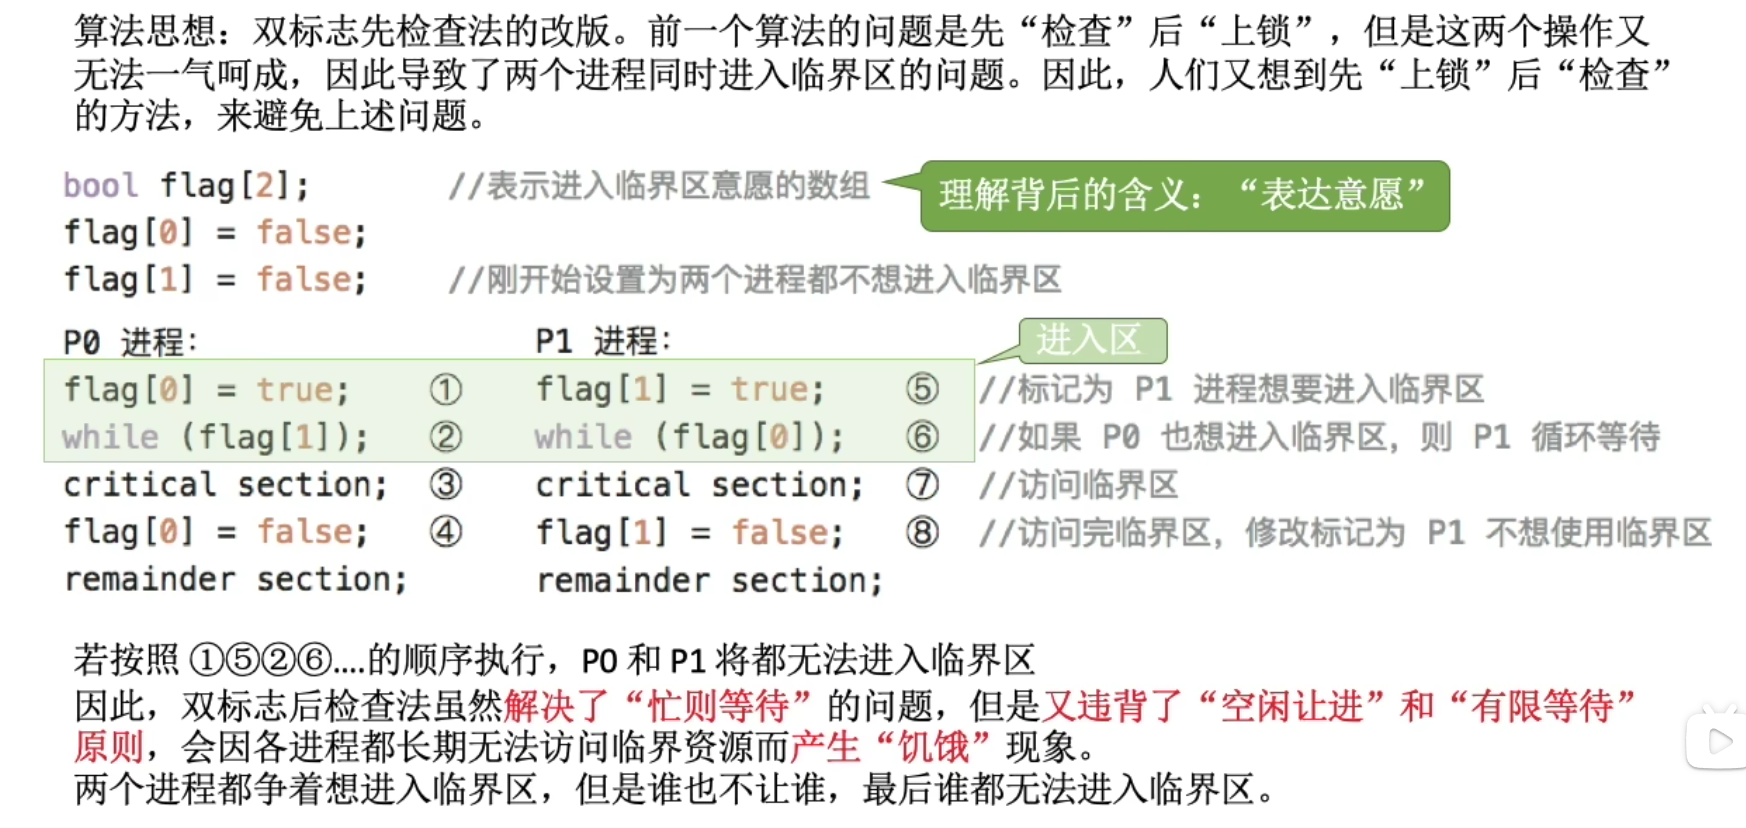 算法思想：双标志先检查法的改版。前一个算法的问题是先“检查”后“上锁”，但是这两个操作又
无法一气呵成，因此导致了两个进程同时进入临界区的问题。因此，人们又想到先“上锁”后“检查”
的方法，来避免上述问题。
bool flag[2]; //表示进入临界区意愿的数组
理解背后的含义：“表达意愿”
flag[0] = false;
flag[1] = false; //刚开始设置为两个进程都不想进入临界区
P0 进程： P1 进程：
进入区
flag[0] = true; ① flag[1] = true; ⑤ //标记为 P1 进程想要进入临界区
while (flag[1]); ② while (flag[0]); ⑥ //如果 P0 也想进入临界区，则 P1 循环等待
critical section; ③ critical section; ⑦ //访问临界区
flag[0] = false; ④ flag[1] = false; ⑧ //访问完临界区，修改标记为 P1 不想使用临界区
remainder section; remainder section;
若按照 ①⑤②⑥....的顺序执行，P0 和 P1 将都无法进入临界区
因此，双标志后检查法虽然解决了“忙则等待”的问题，但是又违背了“空闲让进”和“有限等待”
原则，会因各进程都长期无法访问临界资源而产生“饥饿”现象。
两个进程都争着想进入临界区，但是谁也不让谁，最后谁都无法进入临界区。